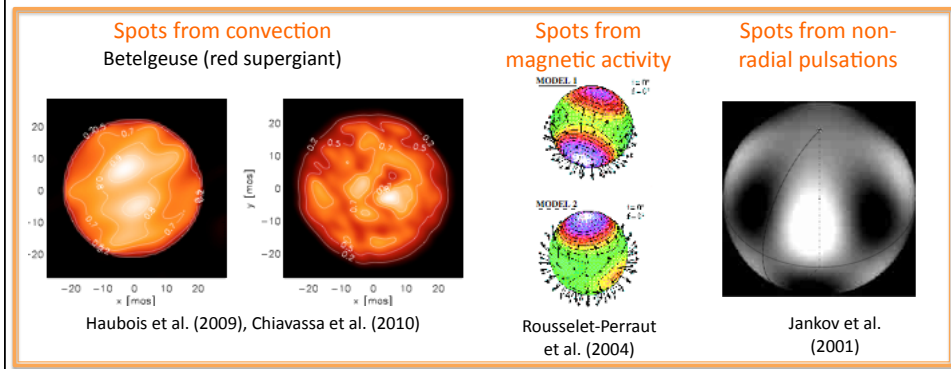 Spots from convection
Betelgeuse (red supergiant)
20
10
0
-10
-20
-20 -10 0 10 20
x [mas]
y [mas]
20
10
0
-10
-20
-20 -10 0 10 20
x [mas]
Haubois et al. (2009), Chiavassa et al. (2010)
Spots from
magnetic activity
MODEL 1
MODEL 2
Rousselet-Perraut
et al. (2004)
Spots from non-
radial pulsations
Jankov et al.
(2001)